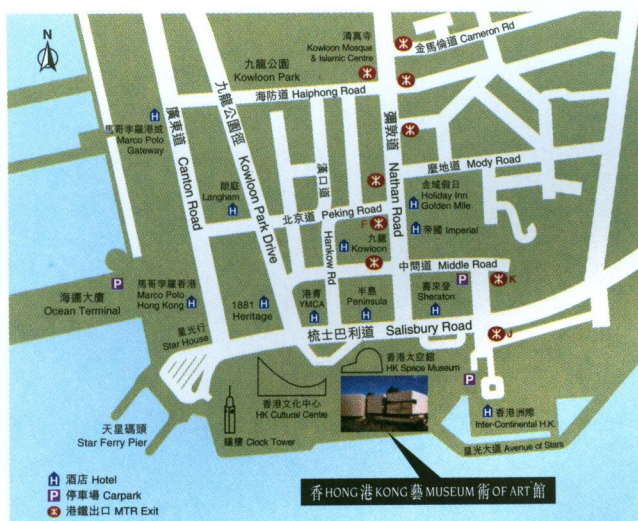 N
清真寺
Kowloon Mosque
& Islamic Centre
金馬倫道 Cameron Rd
九龍公園
Kowloon Park
海防道 Haiphong Road
馬哥孛羅港威
Marco Polo
Gateway
廣東道 Canton Road
九龍公園徑 Kowloon Park Drive
漢口道
Hankow Rd
彌敦道 Nathan Road
麼地道 Mody Road
朗庭
Langham
金域假日
Holiday Inn
Golden Mile
北京道 Peking Road
F
帝國 Imperial
九龍
Kowloon
中間道 Middle Road
K
P
海運大廈
Ocean Terminal
馬哥孛羅香港
Marco Polo
Hong Kong
1881
Heritage
港青
YMCA
半島
Peninsula
喜來登
Sheraton
P
星光行
Star House
梳士巴利道 Salisbury Road
J
香港太空館
HK Space Museum
P
香港文化中心
HK Cultural Centre
香港洲際
Inter-Continental H.K.
天星碼頭
Star Ferry Pier
鐘樓 Clock Tower
星光大道 Avenue of Stars
H 酒店 Hotel
P 停車場 Carpark
港鐵出口 MTR Exit
香HONG港KONG藝MUSEUM術OF ART館